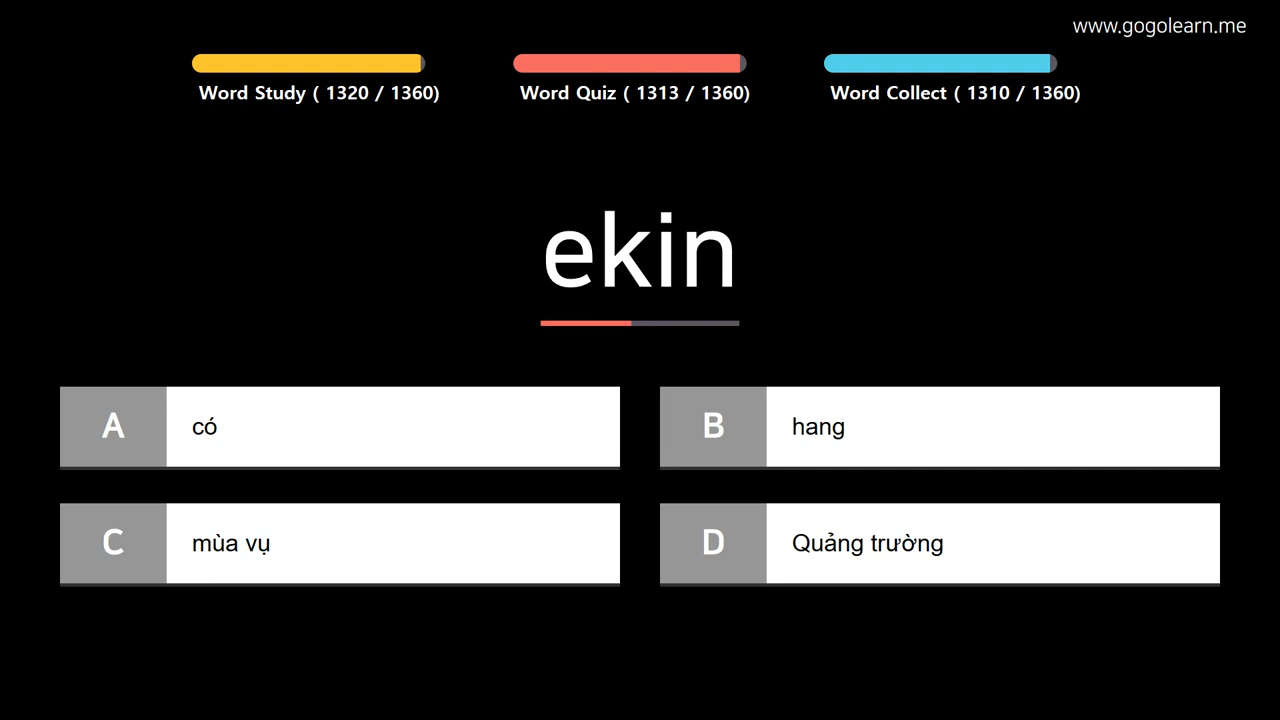 www.gogolearn.me
Word Study ( 1320 / 1360)
Word Quiz ( 1313 / 1360)
Word Collect ( 1310 / 1360)
ekin
A có
B hang
C mùa vụ
D Quảng trường